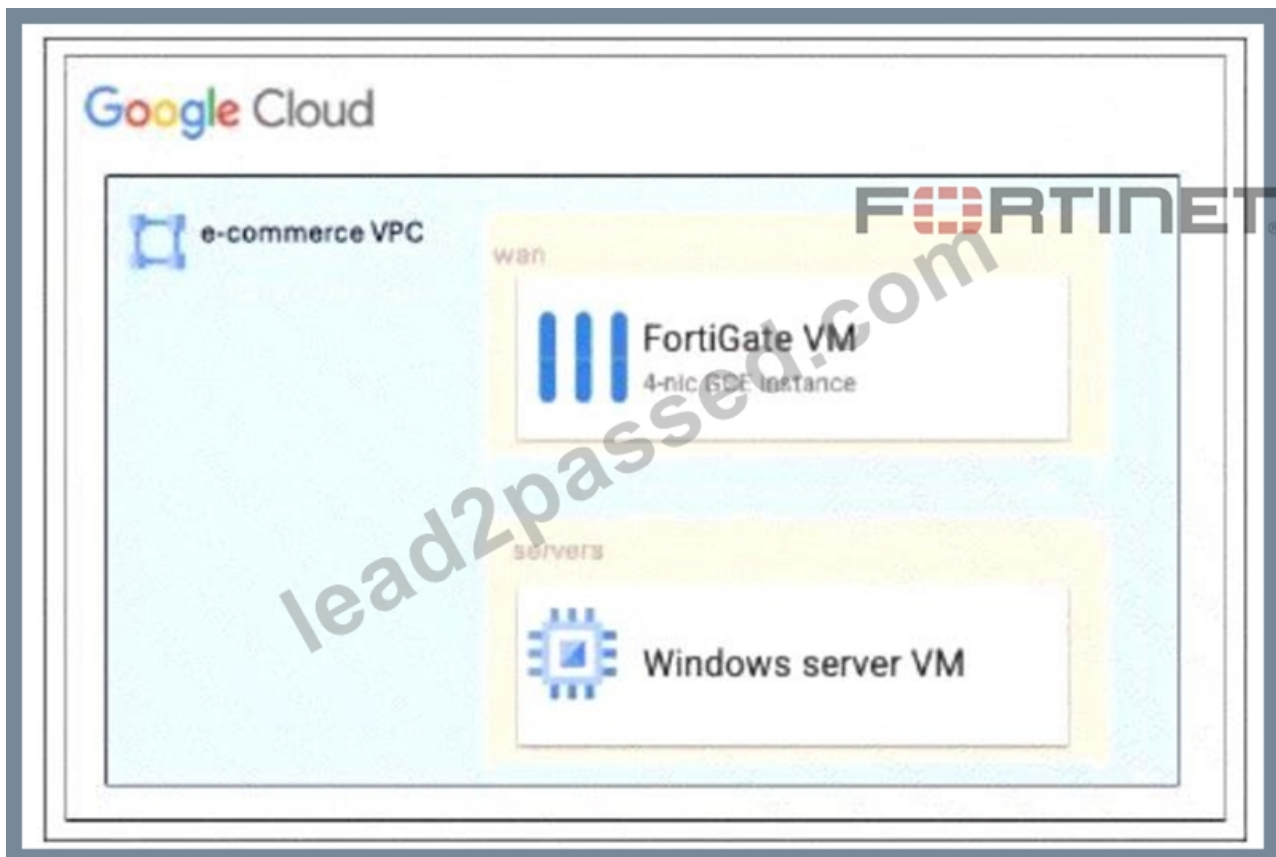 Google Cloud
FORTINET
e-commerce VPC
wan
FortiGate VM
4-nic GCE instance
servers
Windows server VM
lead2passed.com